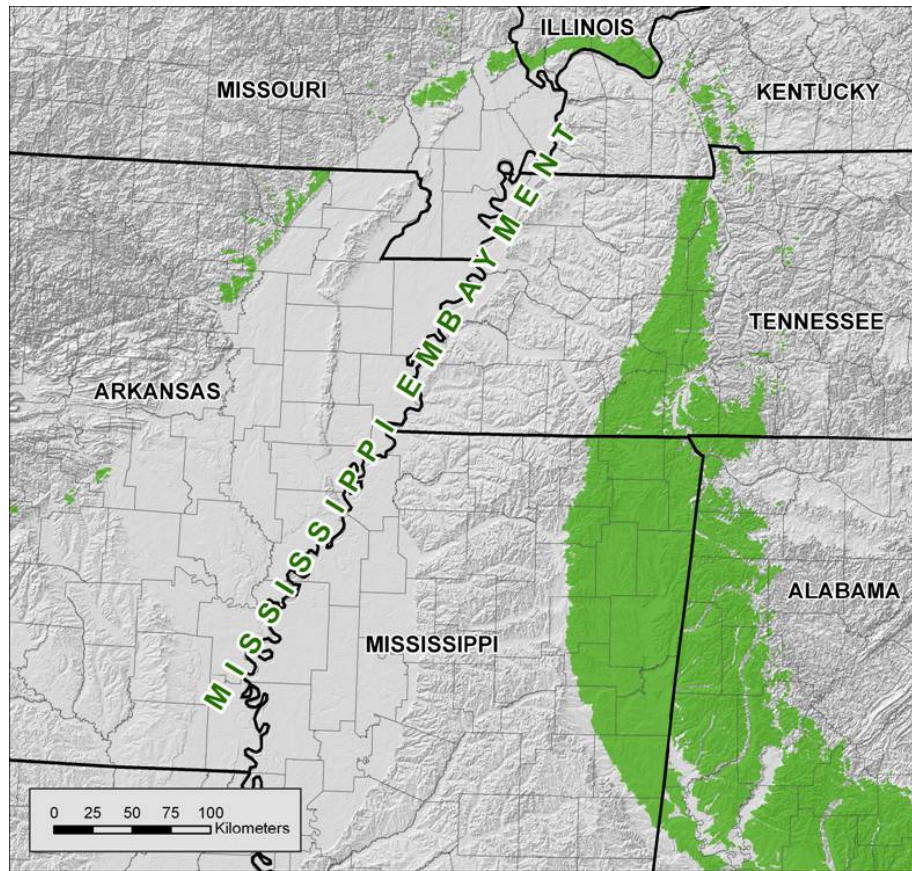 ILLINOIS
MISSOURI
KENTUCKY
MISSISSIPPI EMBAYMENT
TENNESSEE
ARKANSAS
ALABAMA
MISSISSIPPI
0 25 50 75 100
Kilometers